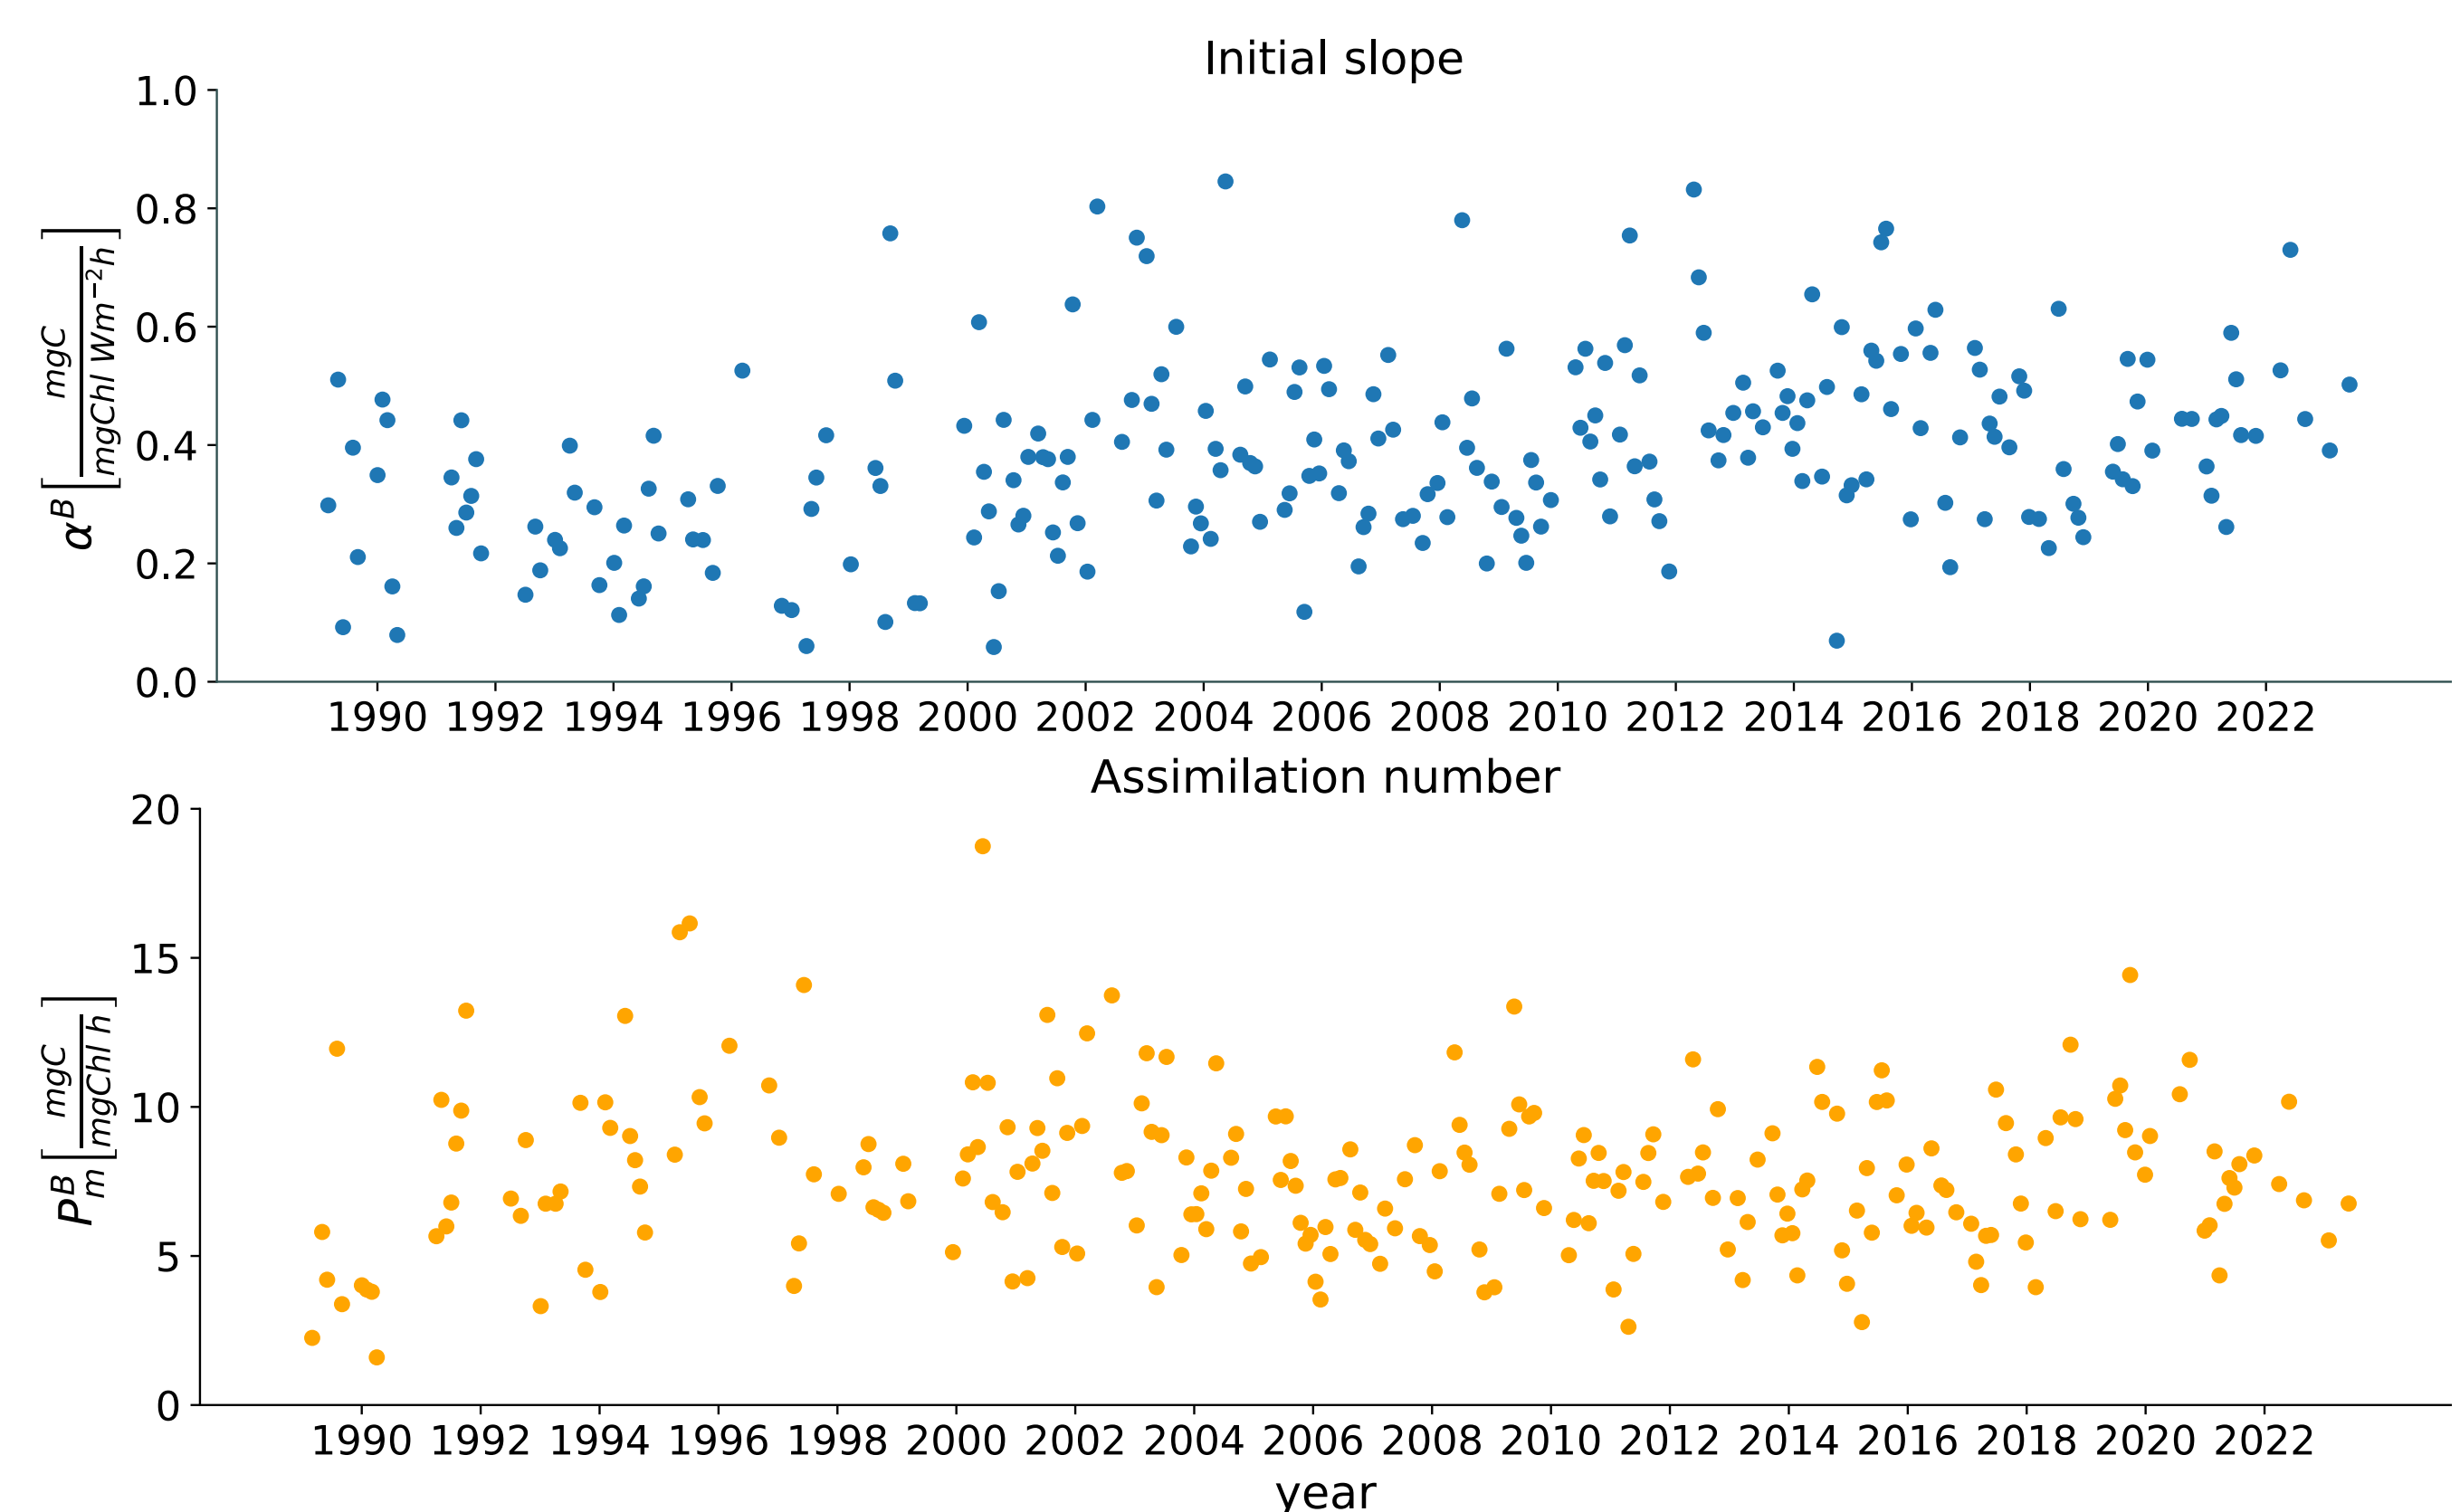 Initial slope
1.0
0.8
0.6
0.4
0.2
0.0
α^B [mgC / mgChl Wm^−2 h]
1990 1992 1994 1996 1998 2000 2002 2004 2006 2008 2010 2012 2014 2016 2018 2020 2022
Assimilation number
20
15
10
5
0
P_m^B [mgC / mgChl h]
1990 1992 1994 1996 1998 2000 2002 2004 2006 2008 2010 2012 2014 2016 2018 2020 2022
year